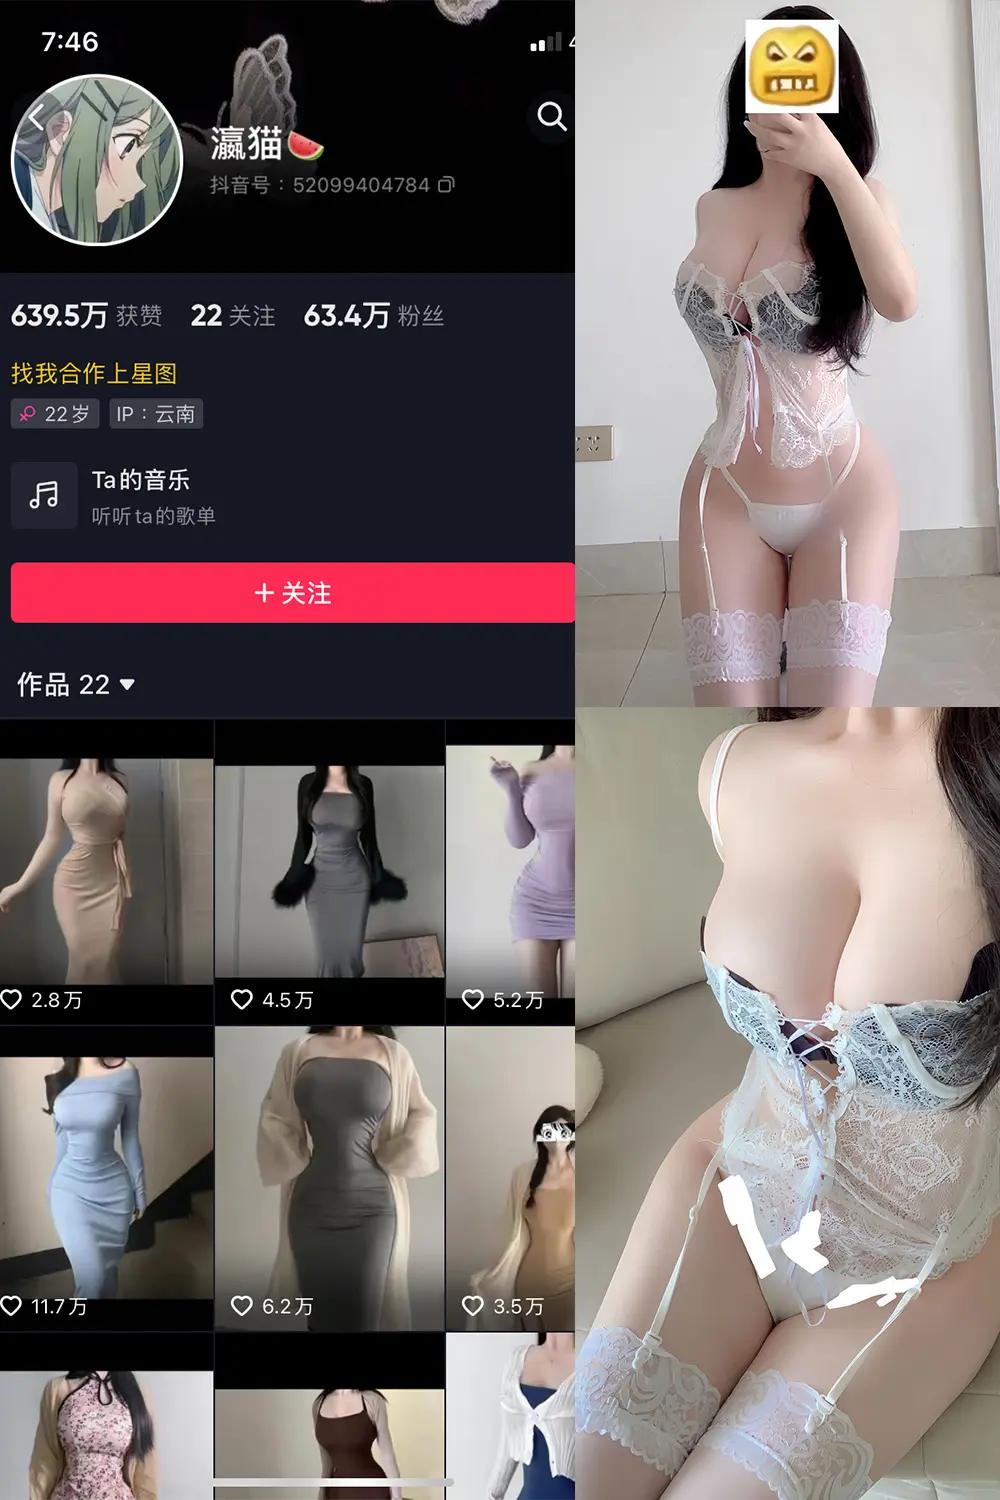 7:46
瀛猫🍉
抖音号：52099404784
639.5万 获赞 22 关注 63.4万 粉丝
找我合作上星图
22岁 IP：云南
Ta的音乐
听听ta的歌单
+ 关注
作品 22
2.8万 4.5万 5.2万
11.7万 6.2万 3.5万